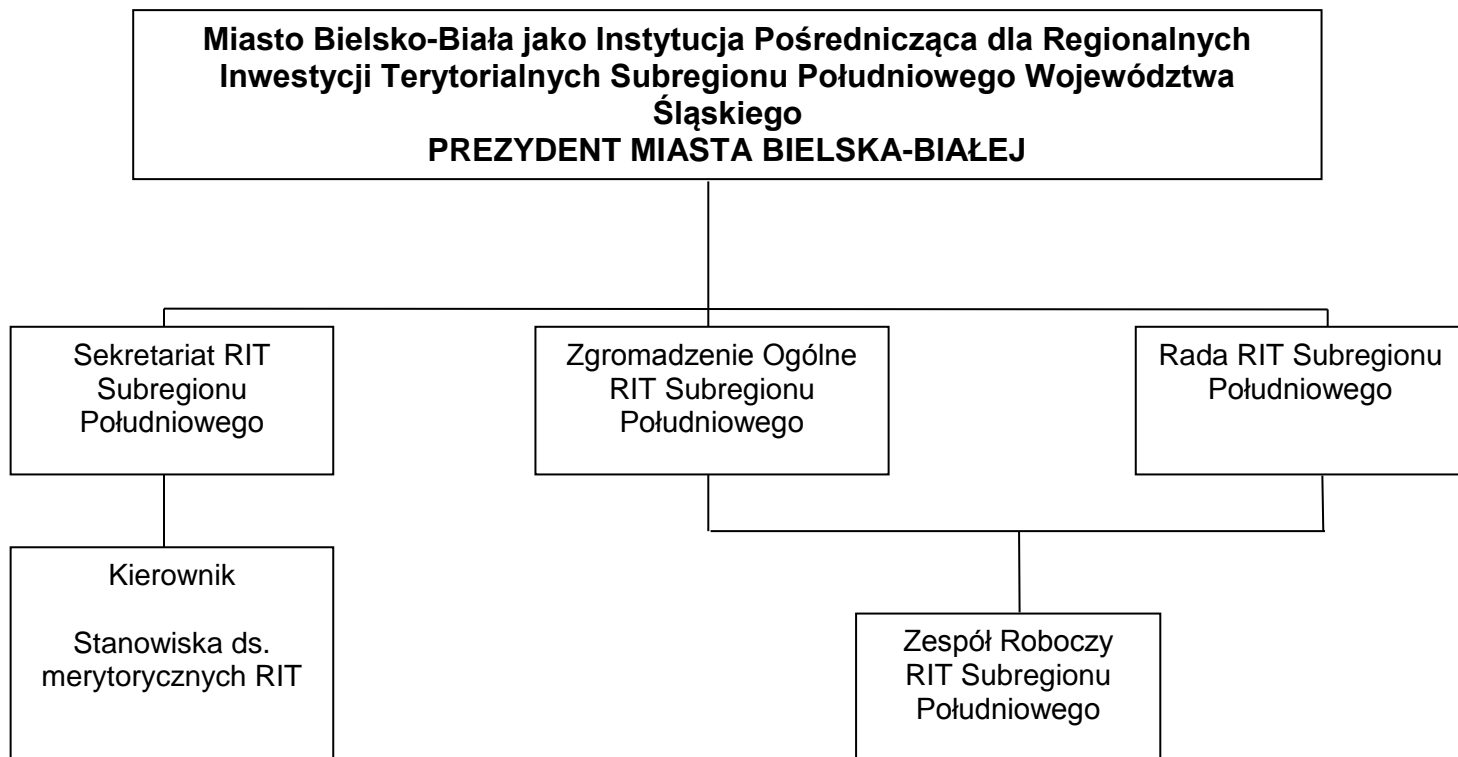 Miasto Bielsko-Biała jako Instytucja Pośrednicząca dla Regionalnych
Inwestycji Terytorialnych Subregionu Południowego Województwa
Śląskiego
PREZYDENT MIASTA BIELSKA-BIAŁEJ
Sekretariat RIT
Subregionu
Południowego
Zgromadzenie Ogólne
RIT Subregionu
Południowego
Rada RIT Subregionu
Południowego
Kierownik
Stanowiska ds.
merytorycznych RIT
Zespół Roboczy
RIT Subregionu
Południowego